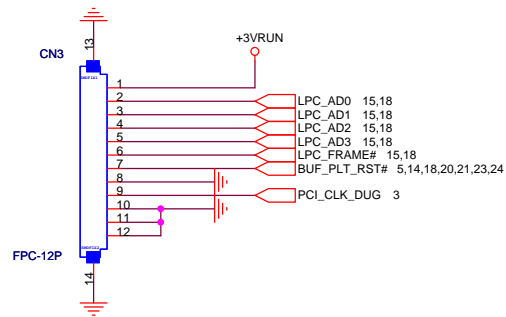 13
CN3
+3VRUN
1
2
LPC_AD0 15,18
3
LPC_AD1 15,18
4
LPC_AD2 15,18
5
LPC_AD3 15,18
6
LPC_FRAME# 15,18
7
BUF_PLT_RST# 5,14,18,20,21,23,24
8
9
PCI_CLK_DUG 3
10
11
12
FPC-12P
14